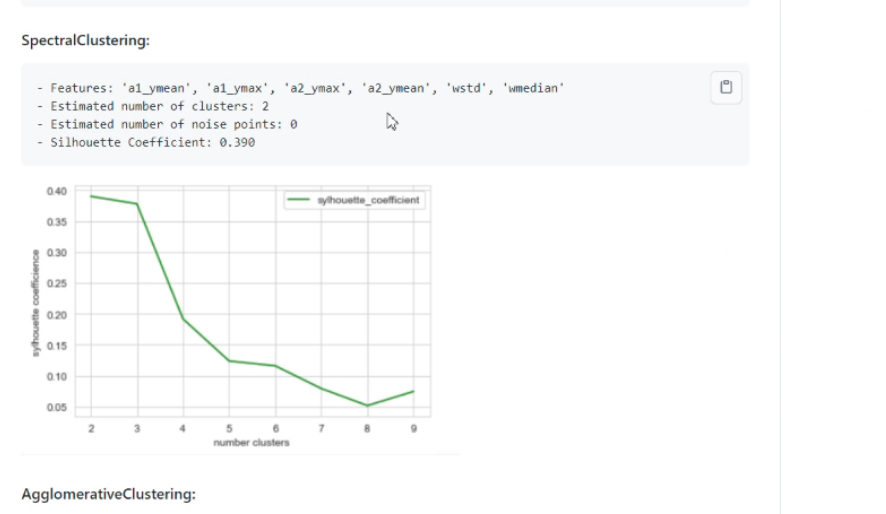 SpectralClustering:
- Features: 'a1_ymean', 'a1_ymax', 'a2_ymax', 'a2_ymean', 'wstd', 'wmedian'
- Estimated number of clusters: 2
- Estimated number of noise points: 0
- Silhouette Coefficient: 0.390
sylhouette_coefficient
0.40
0.35
0.30
0.25
0.20
0.15
0.10
0.05
sylhouette coefficience
2 3 4 5 6 7 8 9
number clusters
AgglomerativeClustering: